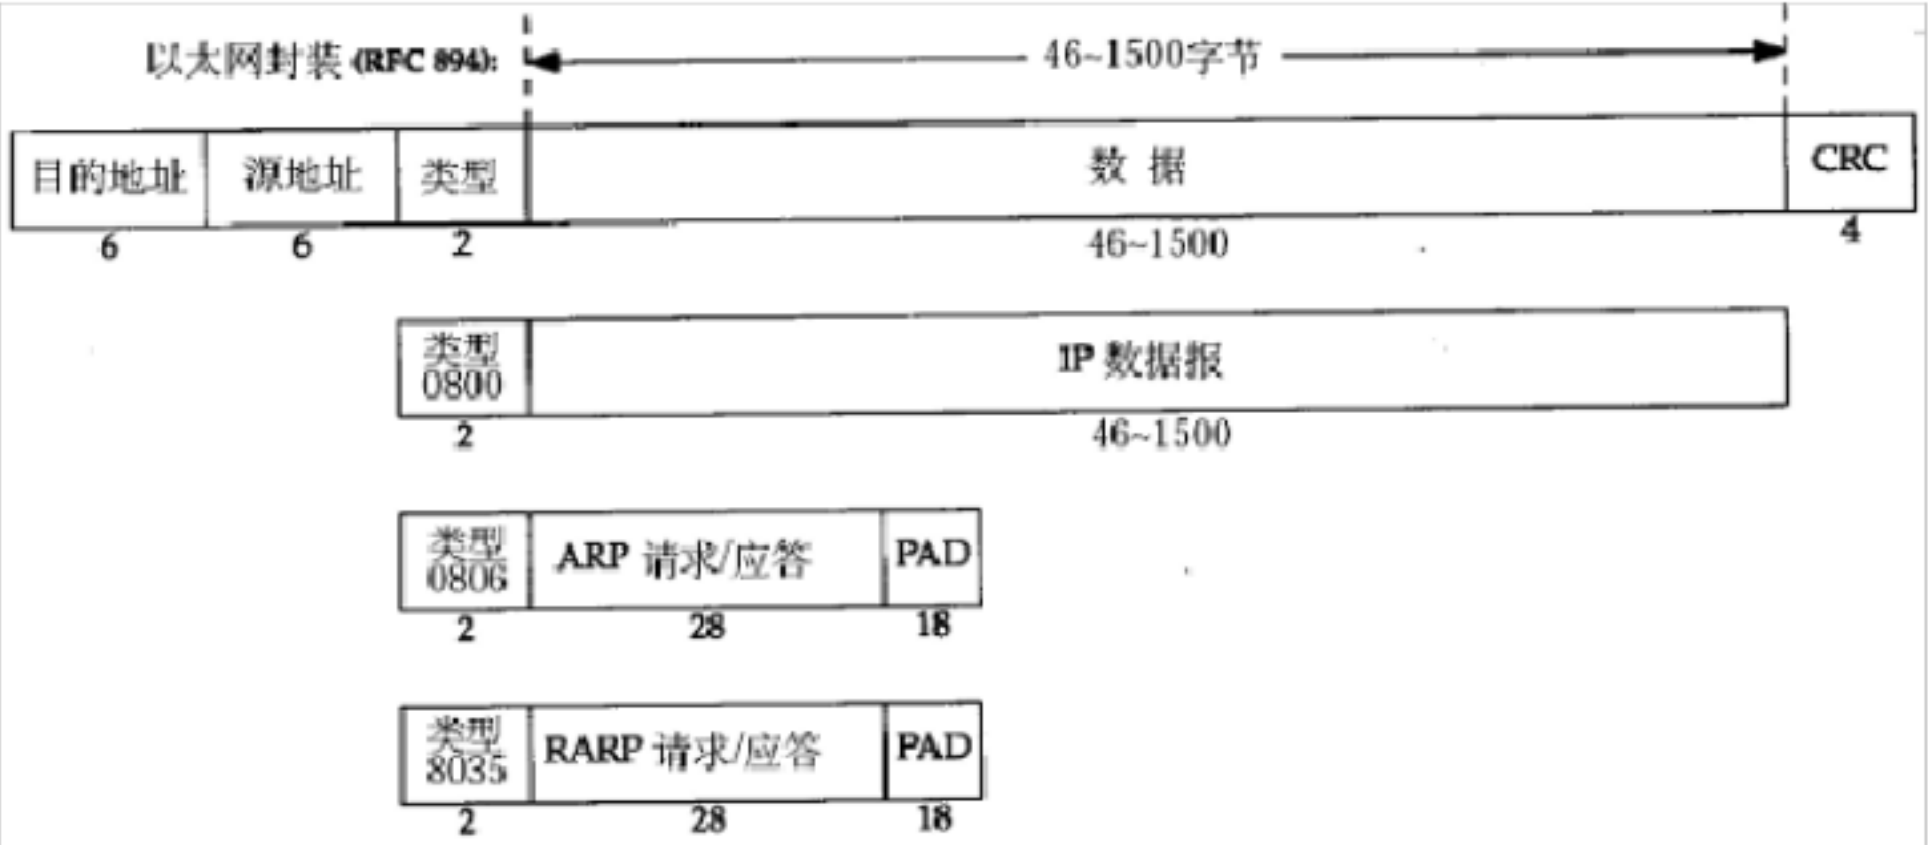 以太网封装 (RFC 894):
46~1500字节
目的地址 源地址 类型 数据 CRC
6 6 2 46~1500 4
类型
0800
IP 数据报
2 46~1500
类型
0806
ARP 请求/应答 PAD
2 28 18
类型
8035
RARP 请求/应答 PAD
2 28 18